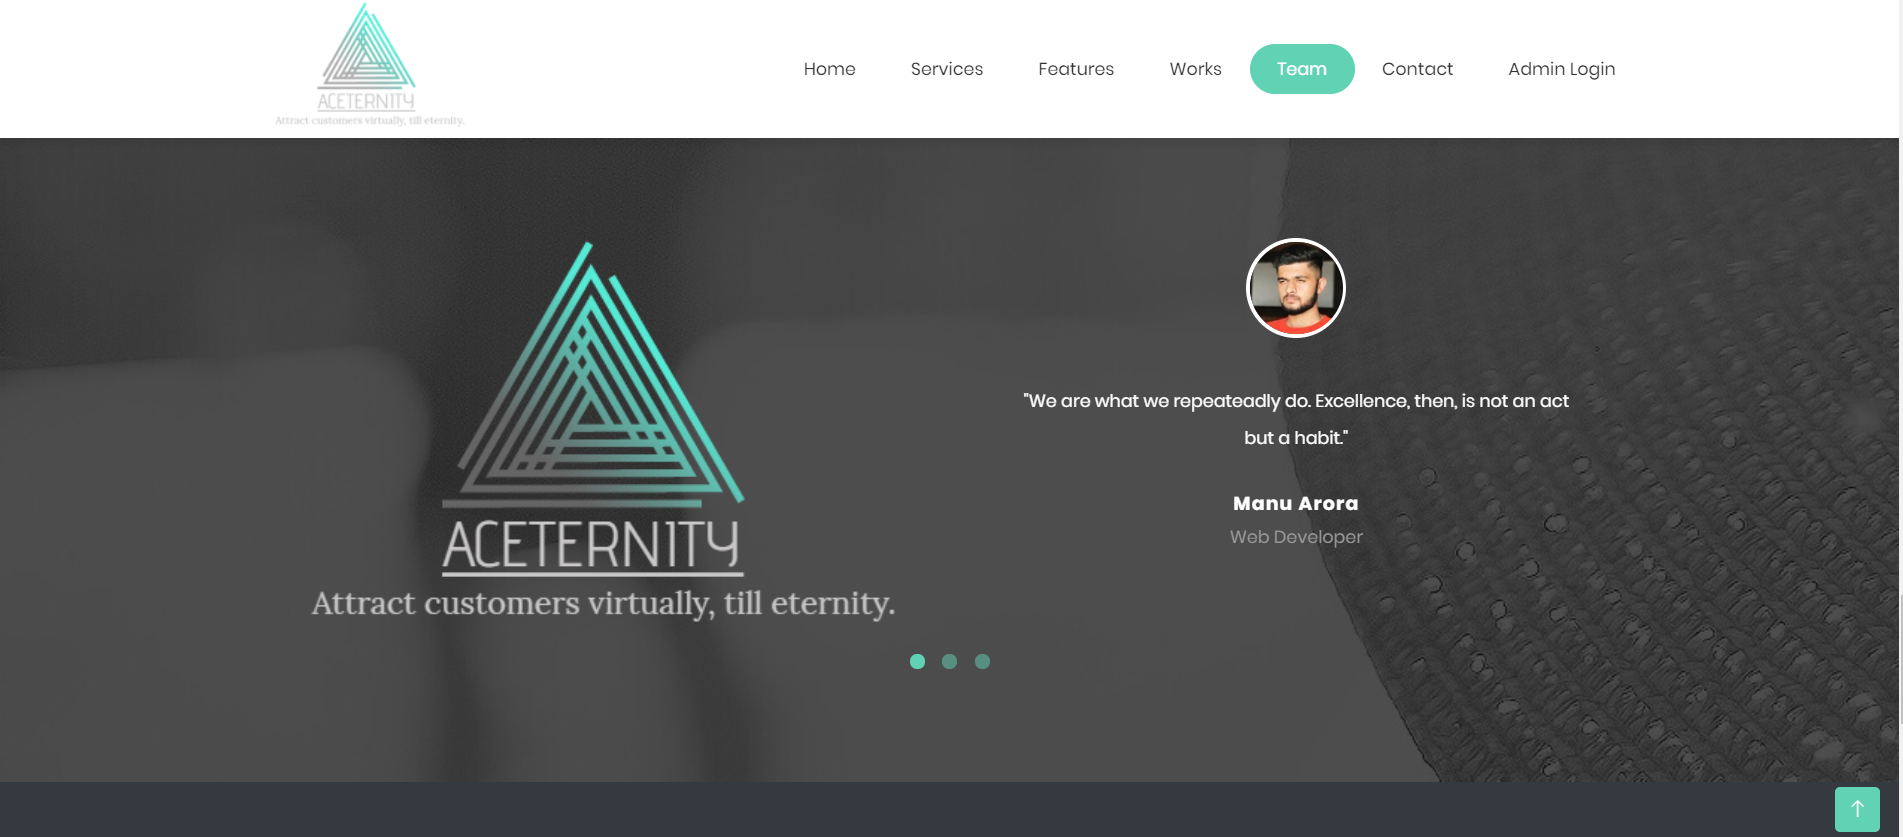 ACETERNITY
Attract customers virtually, till eternity.
Home
Services
Features
Works
Team
Contact
Admin Login
ACETERNITY
Attract customers virtually, till eternity.
"We are what we repeateadly do. Excellence, then, is not an act
but a habit."
Manu Arora
Web Developer